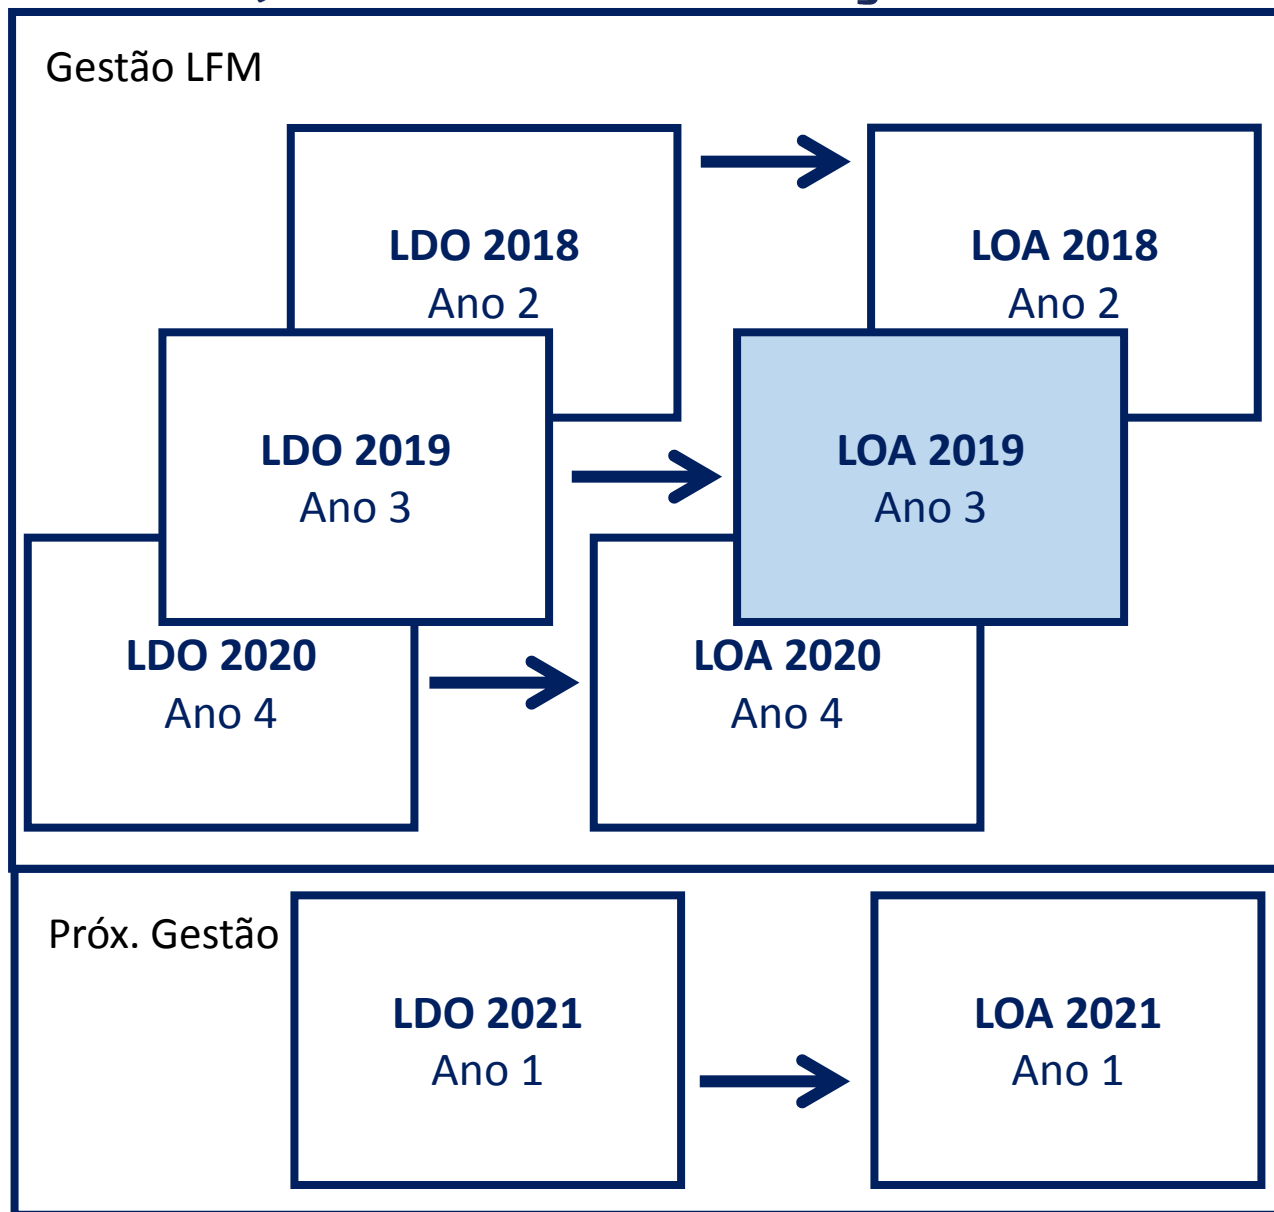 Gestão LFM
LDO 2018
Ano 2
LOA 2018
Ano 2
LDO 2019
Ano 3
LOA 2019
Ano 3
LDO 2020
Ano 4
LOA 2020
Ano 4
Próx. Gestão
LDO 2021
Ano 1
LOA 2021
Ano 1